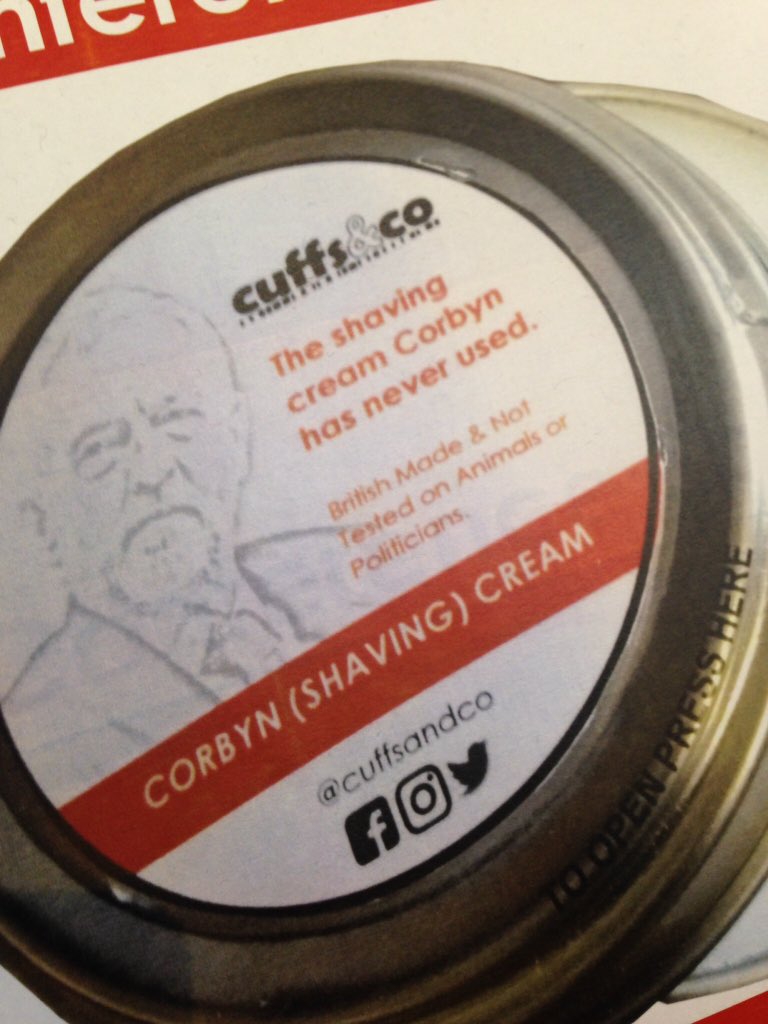 cuffs&co
The shaving
cream Corbyn
has never used.
British Made & Not
Tested on Animals or
Politicians.
CORBYN (SHAVING) CREAM
@cuffsandco
TO OPEN PRESS HERE